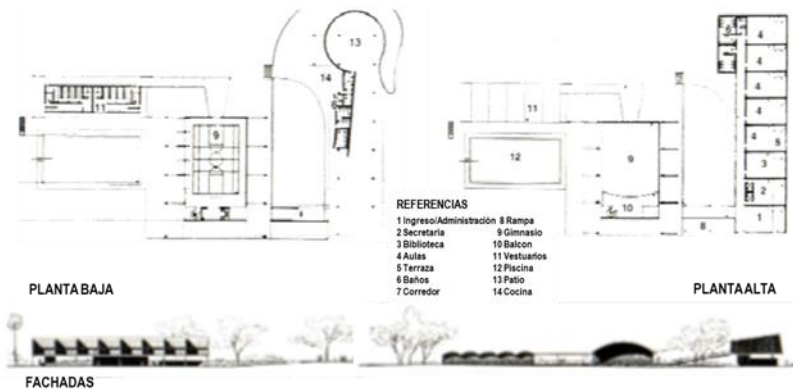 13
14
11
9
6
4
4
4
4
11
4
12
9
5
3
2
10
8
1
REFERENCIAS
1 Ingreso/Administración 8 Rampa
2 Secretaria 9 Gimnasio
3 Biblioteca 10 Balcon
4 Aulas 11 Vestuarios
5 Terraza 12 Piscina
6 Baños 13 Patio
7 Corredor 14 Cocina
PLANTA BAJA
PLANTA ALTA
FACHADAS